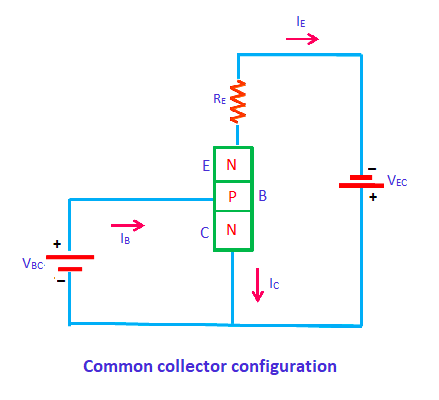 IE
RE
E N
P B
C N
– VEC
+
+
VBC
–
IB
IC
Common collector configuration